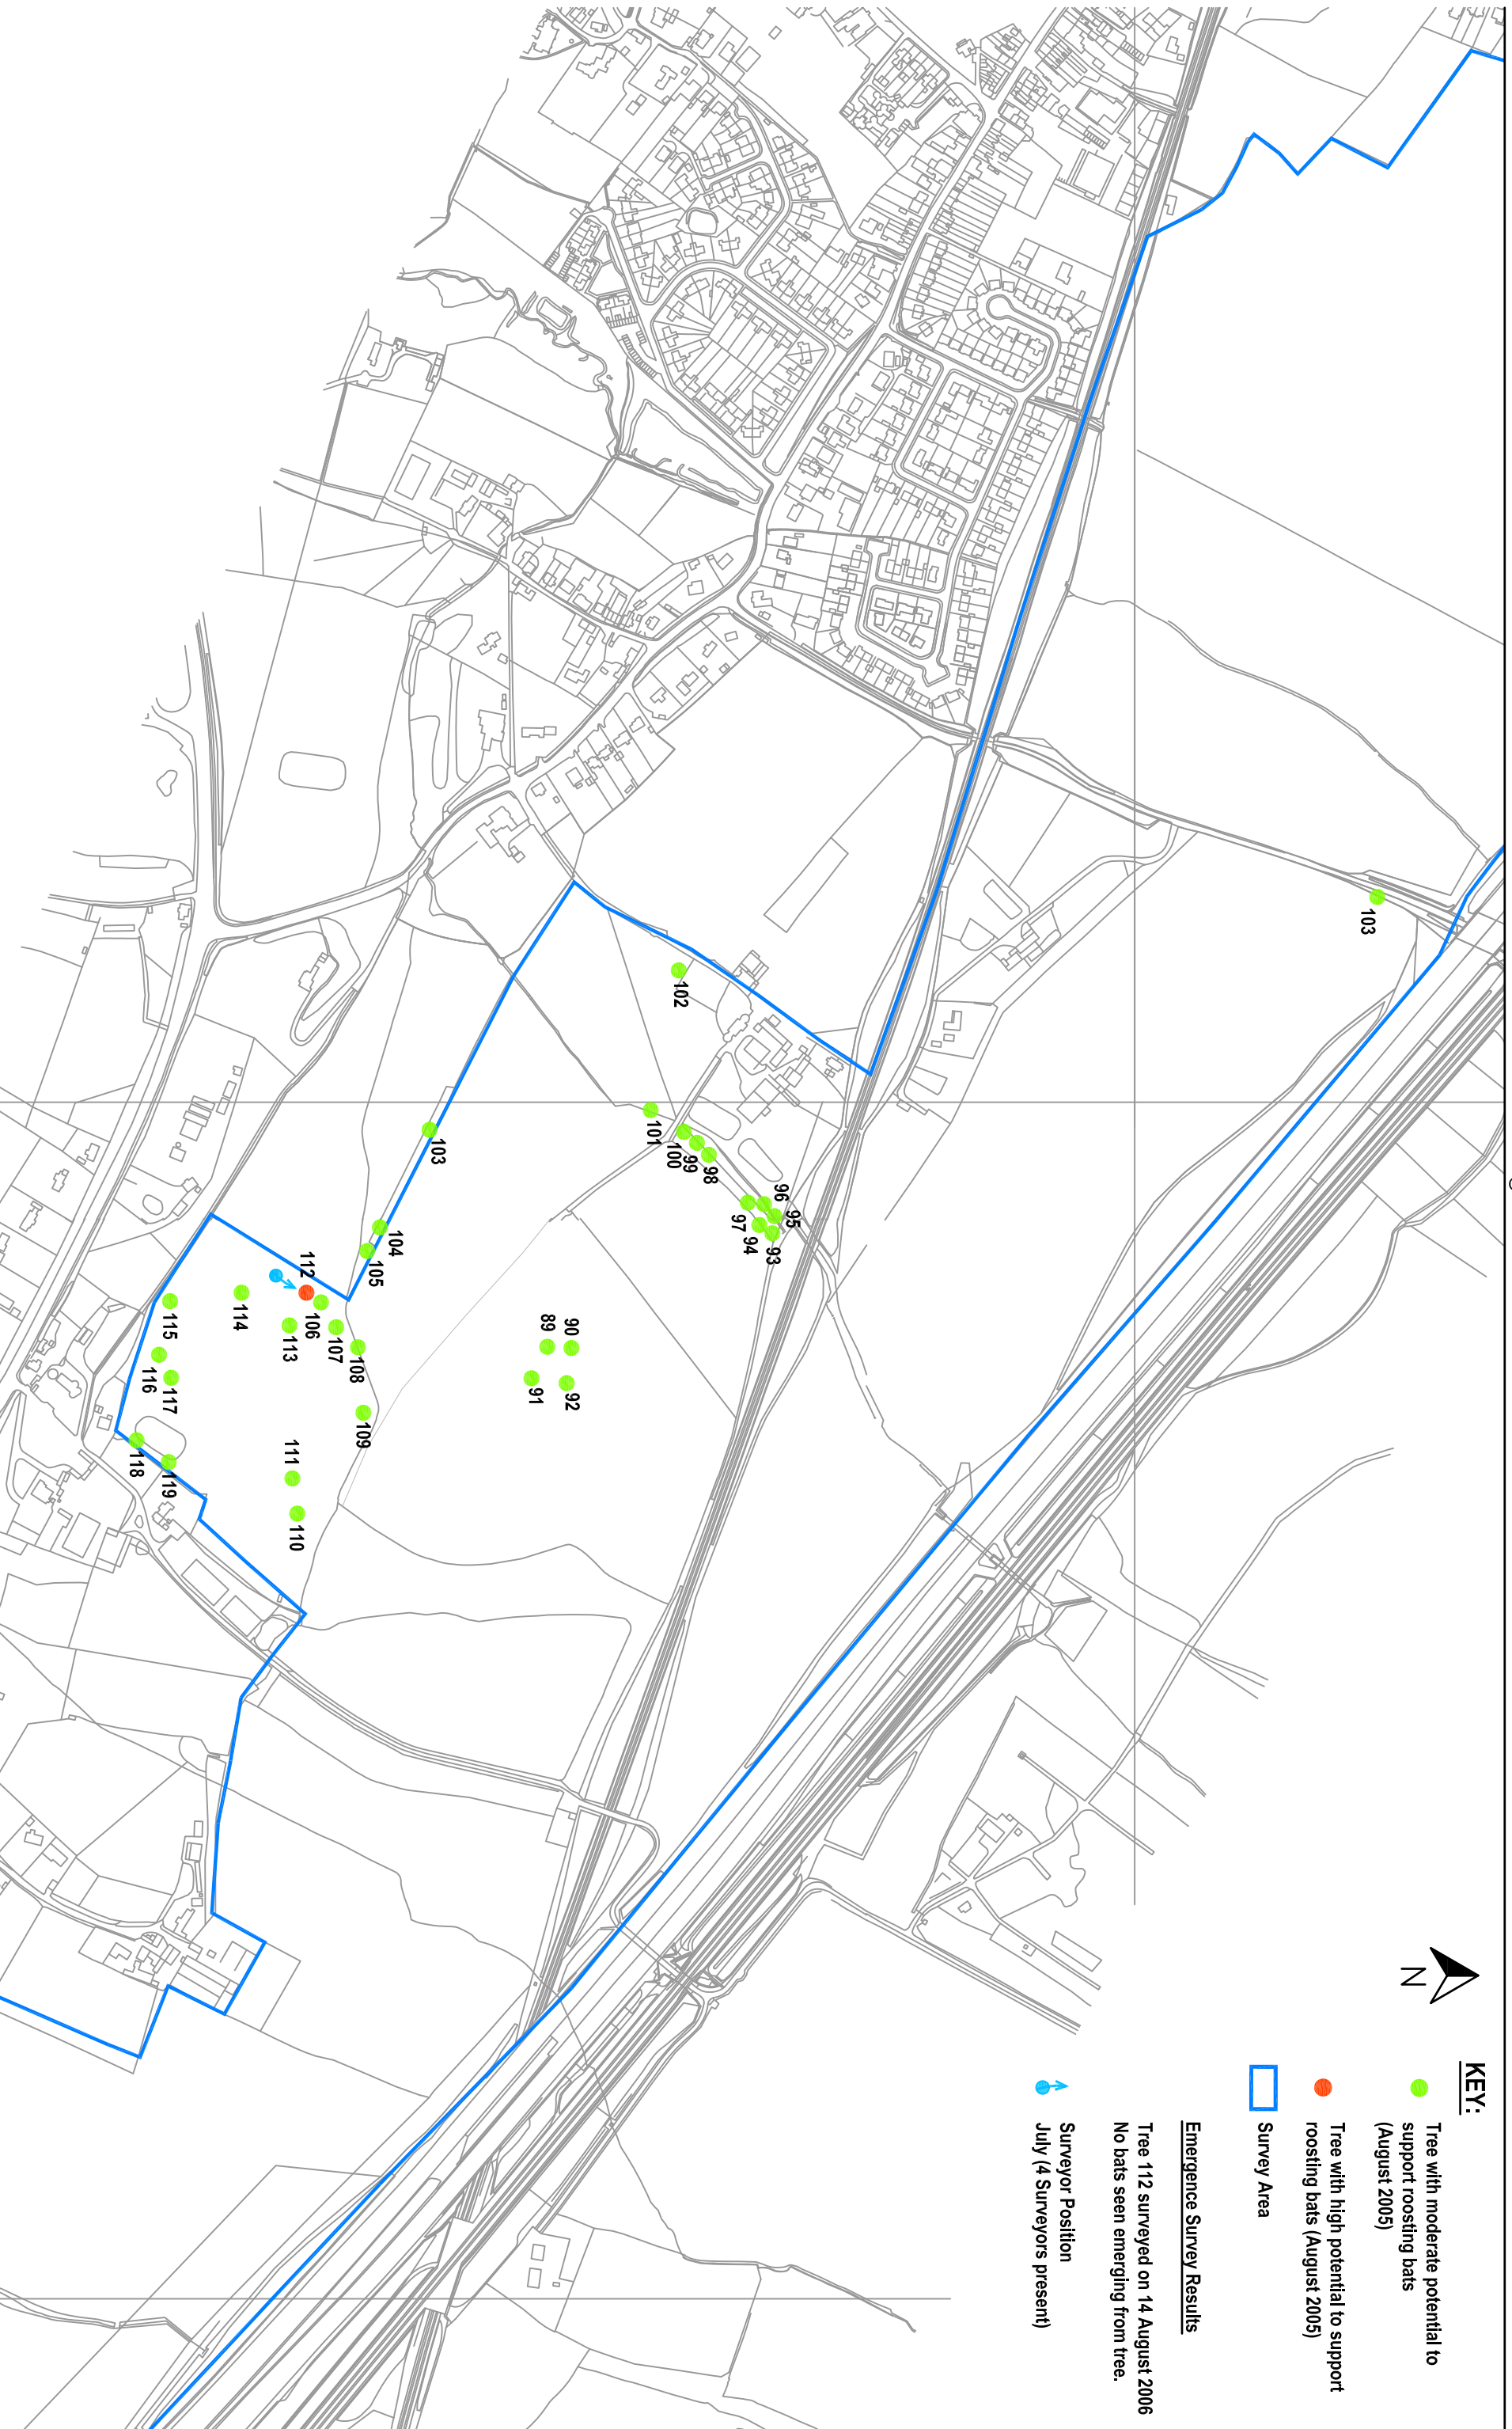 KEY:
Tree with moderate potential to
support roosting bats
(August 2005)
Tree with high potential to support
roosting bats (August 2005)
Survey Area
Emergence Survey Results
Tree 112 surveyed on 14 August 2006
No bats seen emerging from tree.
Surveyor Position
July (4 Surveyors present)
N
103
102
101
100
99
98
97
96
95
94
93
90
89
92
91
103
104
105
112
106
107
108
109
113
114
115
116
117
118
119
111
110